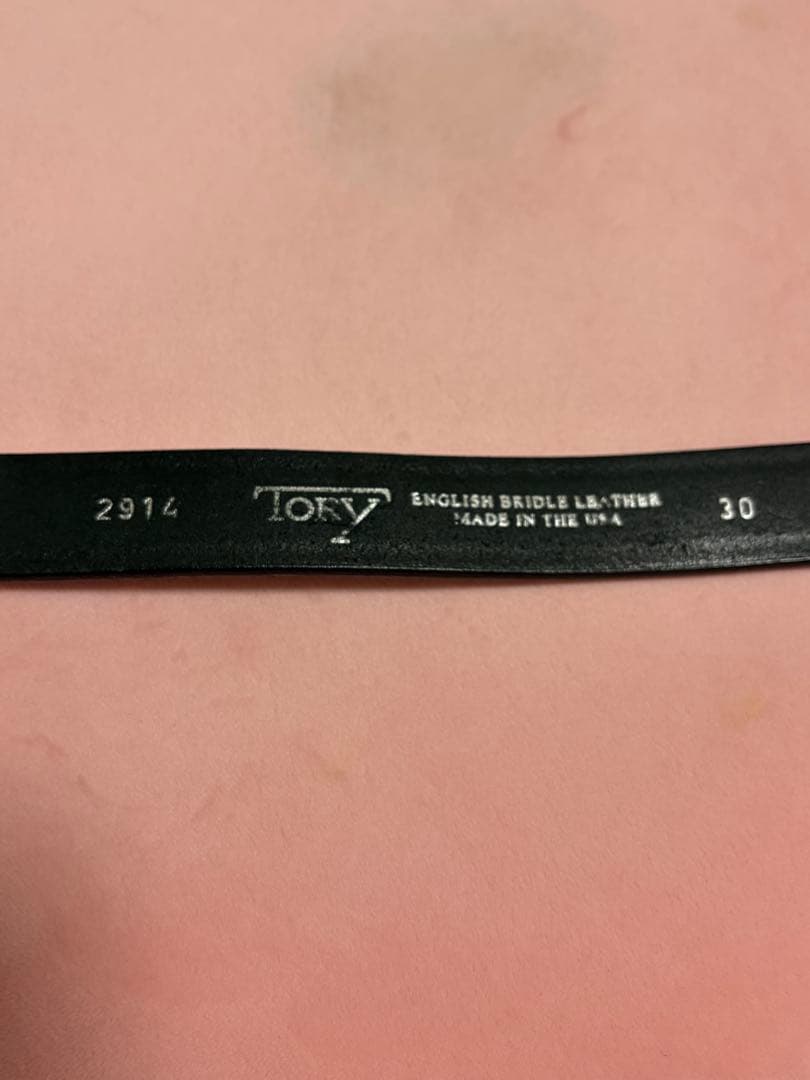 2914
TORY
ENGLISH BRIDLE LEATHER
MADE IN THE USA
30